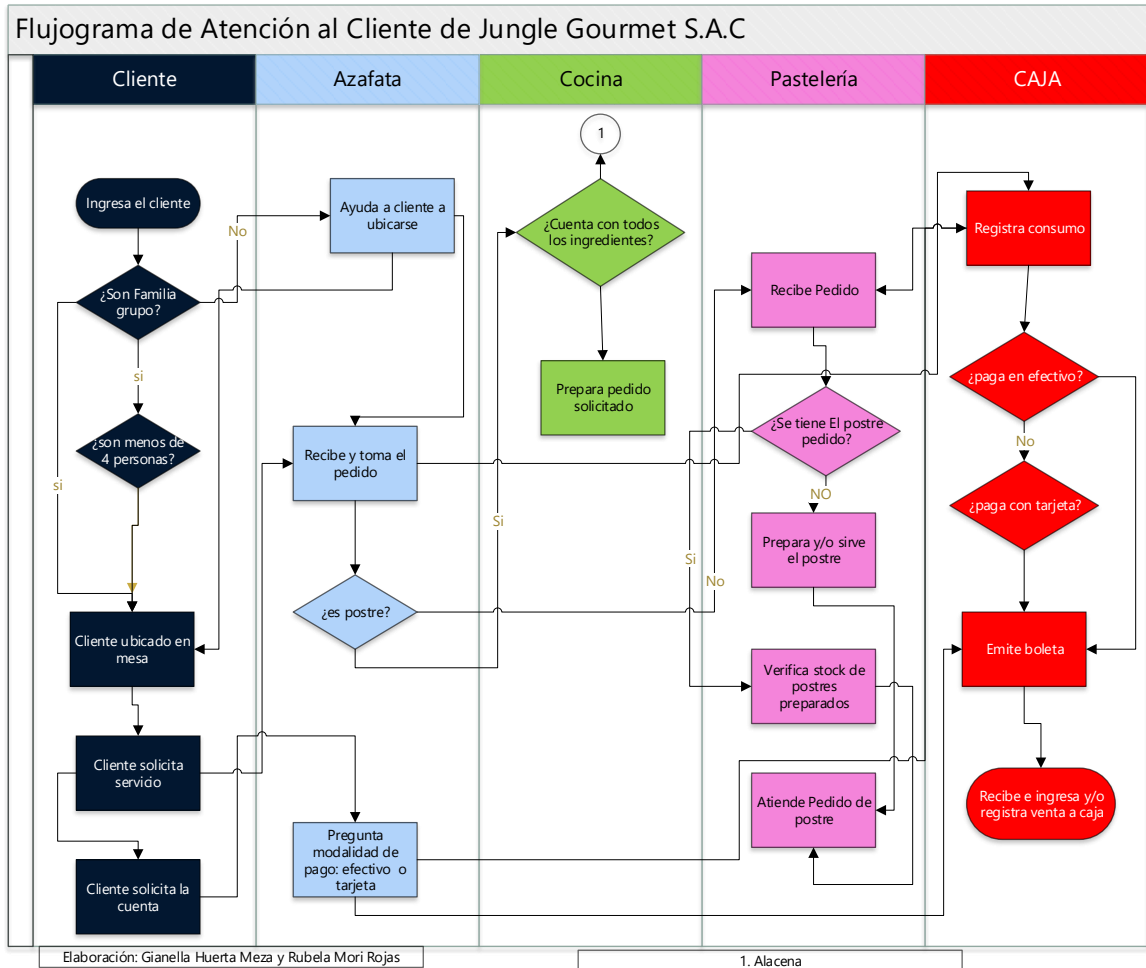 Flujograma de Atención al Cliente de Jungle Gourmet S.A.C
Cliente
Azafata
Cocina
Pastelería
CAJA
Ingresa el cliente
¿Son Familia
grupo?
No
si
si
¿son menos de
4 personas?
Cliente ubicado en
mesa
Cliente solicita
servicio
Cliente solicita la
cuenta
Ayuda a cliente a
ubicarse
Recibe y toma el
pedido
¿es postre?
Si
No
Pregunta
modalidad de
pago: efectivo o
tarjeta
1
¿Cuenta con todos
los ingredientes?
Prepara pedido
solicitado
Recibe Pedido
¿Se tiene El postre
pedido?
NO
Si
Prepara y/o sirve
el postre
Verifica stock de
postres
preparados
Atiende Pedido de
postre
Registra consumo
¿paga en efectivo?
No
¿paga con tarjeta?
Emite boleta
Recibe e ingresa y/o
registra venta a caja
Elaboración: Gianella Huerta Meza y Rubela Mori Rojas
1. Alacena